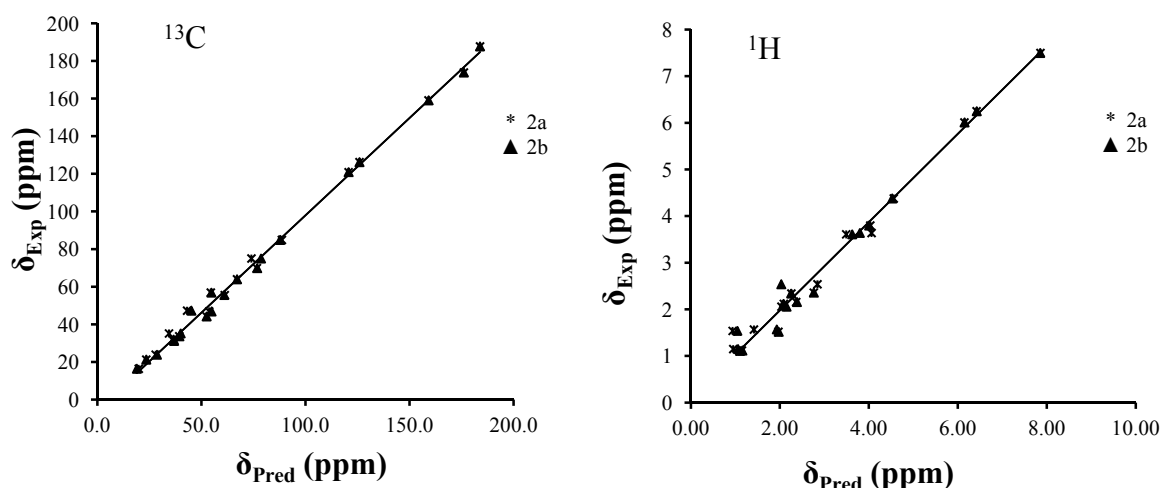 ¹³C
200
180
160
140
120
100
80
60
40
20
0
0.0 50.0 100.0 150.0 200.0
δExp (ppm)
δPred (ppm)
* 2a
▲ 2b
¹H
8
7
6
5
4
3
2
1
0
0.00 2.00 4.00 6.00 8.00 10.00
δExp (ppm)
δPred (ppm)
* 2a
▲ 2b